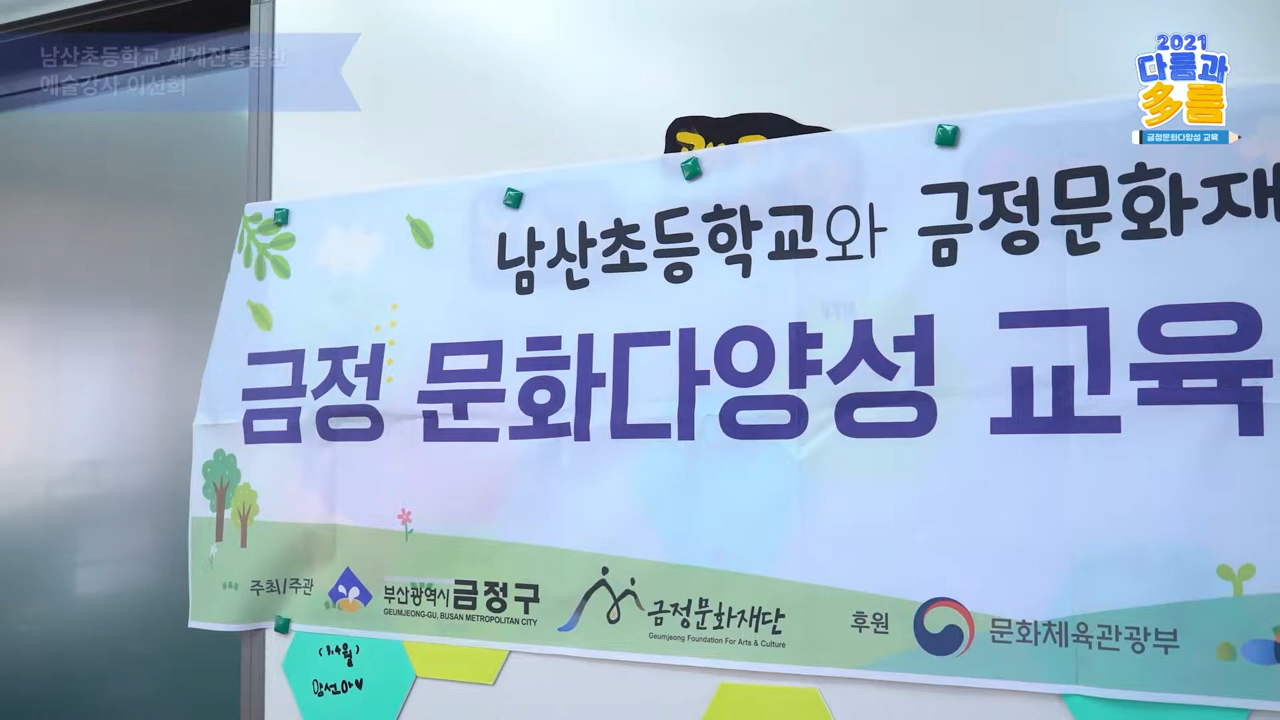 남산초등학교 세계전통춤반
예술강사 이선희
2021
다름과
多름
금정문화다양성 교육
남산초등학교와 금정문화재
금정 문화다양성 교육
주최/주관
부산광역시 금정구
GEUMJEONG-GU, BUSAN METROPOLITAN CITY
금정문화재단
Geumjeong Foundation For Arts & Culture
후원
문화체육관광부